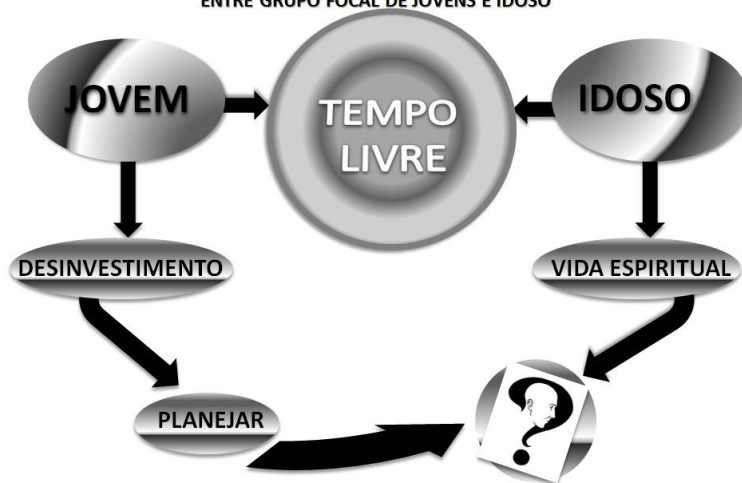 ENTRE GRUPO FOCAL DE JOVENS E IDOSO
JOVEM
TEMPO
LIVRE
IDOSO
DESINVESTIMENTO
VIDA ESPIRITUAL
PLANEJAR
?